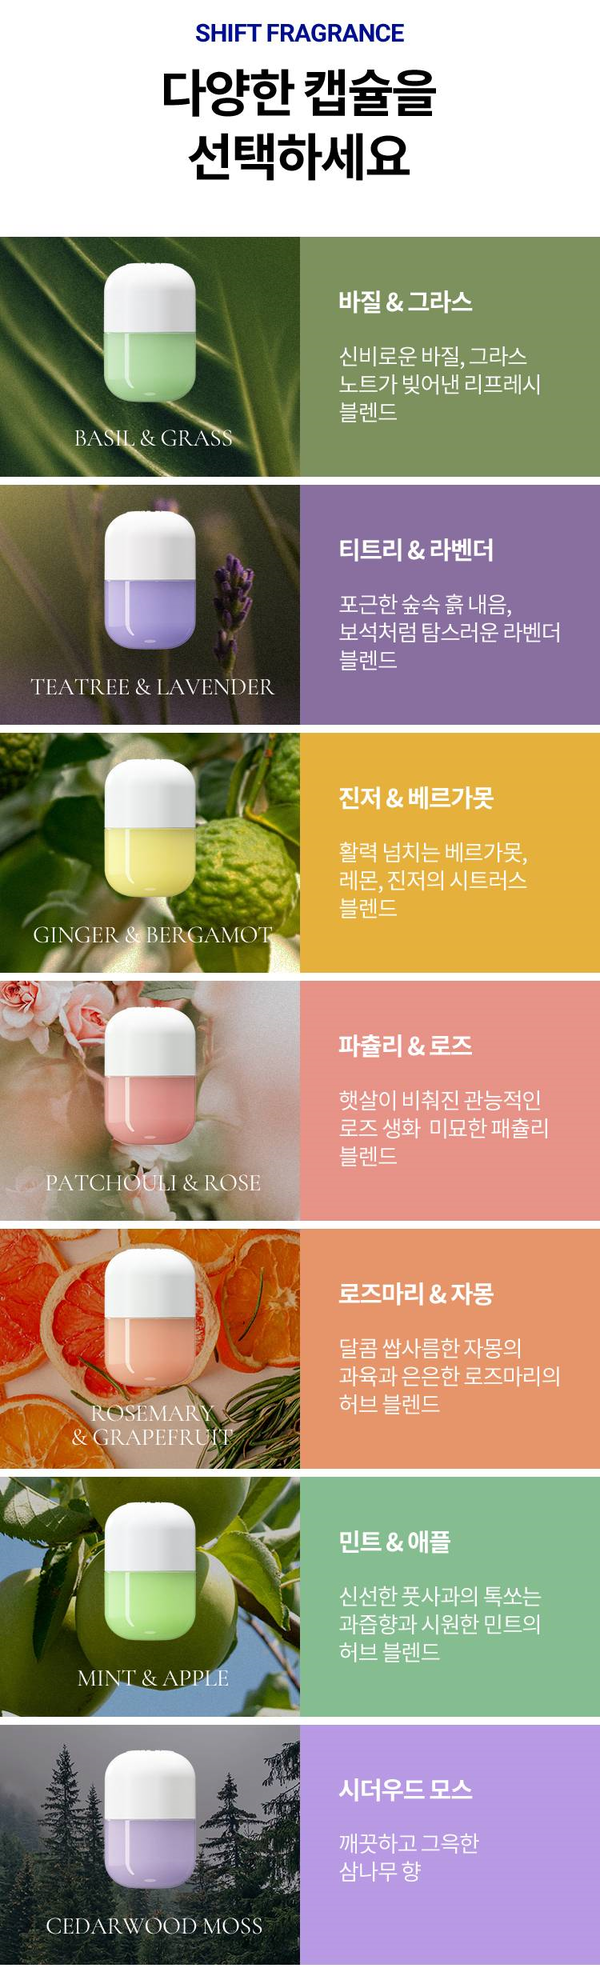 SHIFT FRAGRANCE
다양한 캡슐을
선택하세요
BASIL & GRASS
바질 & 그라스
신비로운 바질, 그라스
노트가 빚어낸 리프레시
블렌드
TEATREE & LAVENDER
티트리 & 라벤더
포근한 숲속 흙 내음,
보석처럼 탐스러운 라벤더
블렌드
GINGER & BERGAMOT
진저 & 베르가못
활력 넘치는 베르가못,
레몬, 진저의 시트러스
블렌드
PATCHOULI & ROSE
파츌리 & 로즈
햇살이 비춰진 관능적인
로즈 생화 미묘한 패츌리
블렌드
ROSEMARY
& GRAPEFRUIT
로즈마리 & 자몽
달콤 쌉사름한 자몽의
과육과 은은한 로즈마리의
허브 블렌드
MINT & APPLE
민트 & 애플
신선한 풋사과의 톡쏘는
과즙향과 시원한 민트의
허브 블렌드
CEDARWOOD MOSS
시더우드 모스
깨끗하고 그윽한
삼나무 향